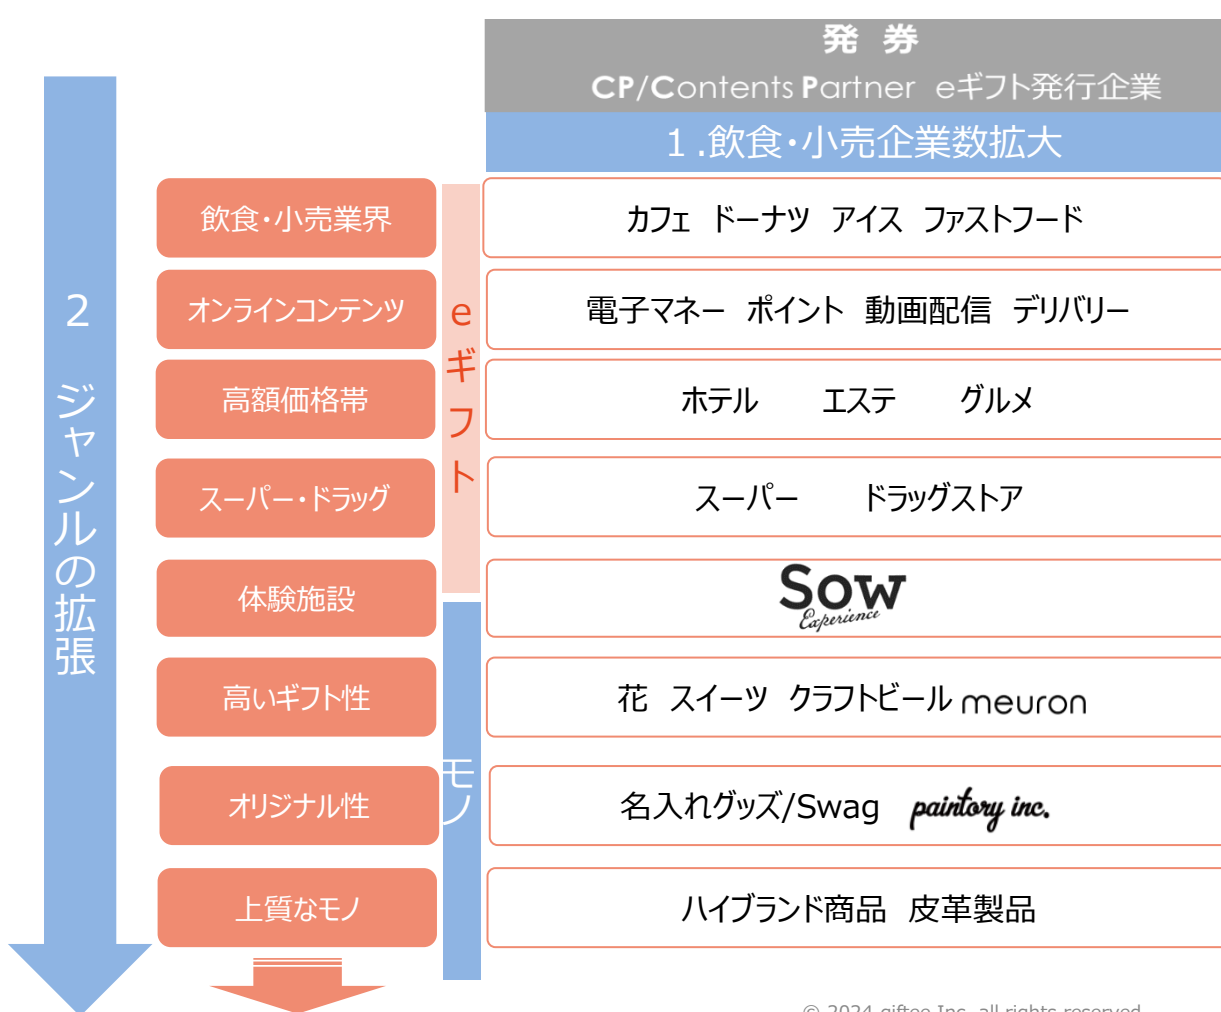 発 券
CP/Contents Partner eギフト発行企業
１.飲食・小売企業数拡大
２ ジャンルの拡張
eギフト
モノ
飲食・小売業界
カフェ ドーナツ アイス ファストフード
オンラインコンテンツ
電子マネー ポイント 動画配信 デリバリー
高額価格帯
ホテル エステ グルメ
スーパー・ドラッグ
スーパー ドラッグストア
体験施設
Sow
Experience
高いギフト性
花 スイーツ クラフトビール meuron
オリジナル性
名入れグッズ/Swag paintory inc.
上質なモノ
ハイブランド商品 皮革製品
© 2024 giftee Inc. all rights reserved